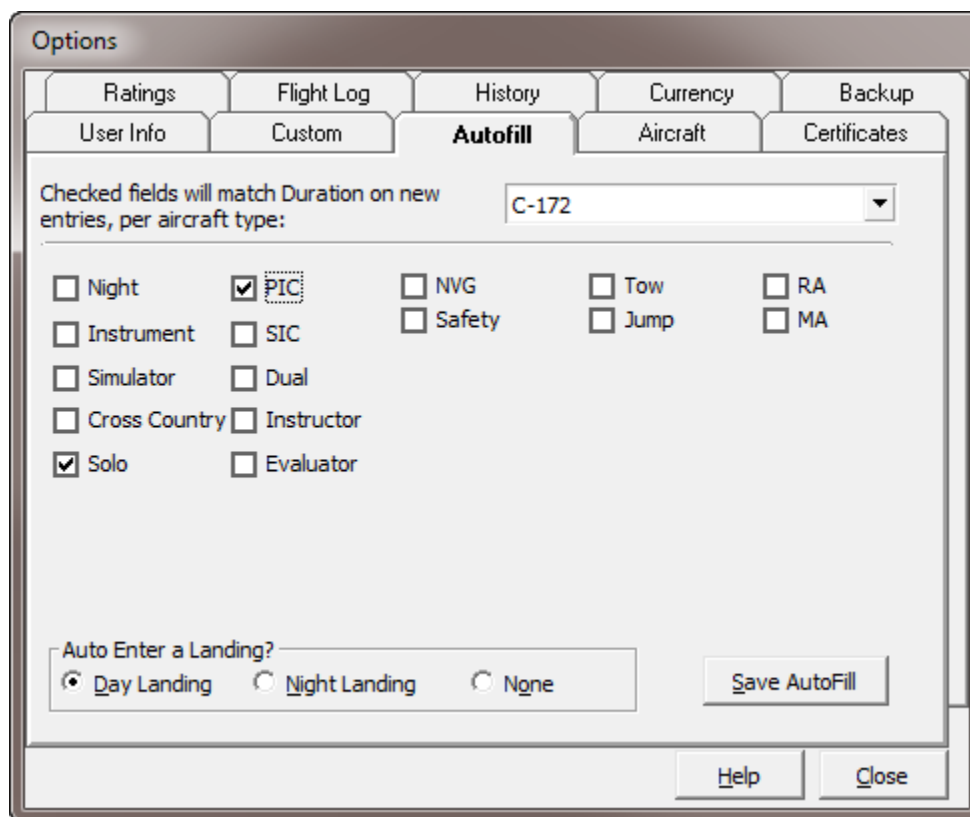 Options
Ratings Flight Log History Currency Backup
User Info Custom Autofill Aircraft Certificates
Checked fields will match Duration on new
entries, per aircraft type:
C-172
Night PIC NVG Tow RA
Instrument SIC Safety Jump MA
Simulator Dual
Cross Country Instructor
Solo Evaluator
Auto Enter a Landing?
Day Landing Night Landing None
Save AutoFill
Help Close